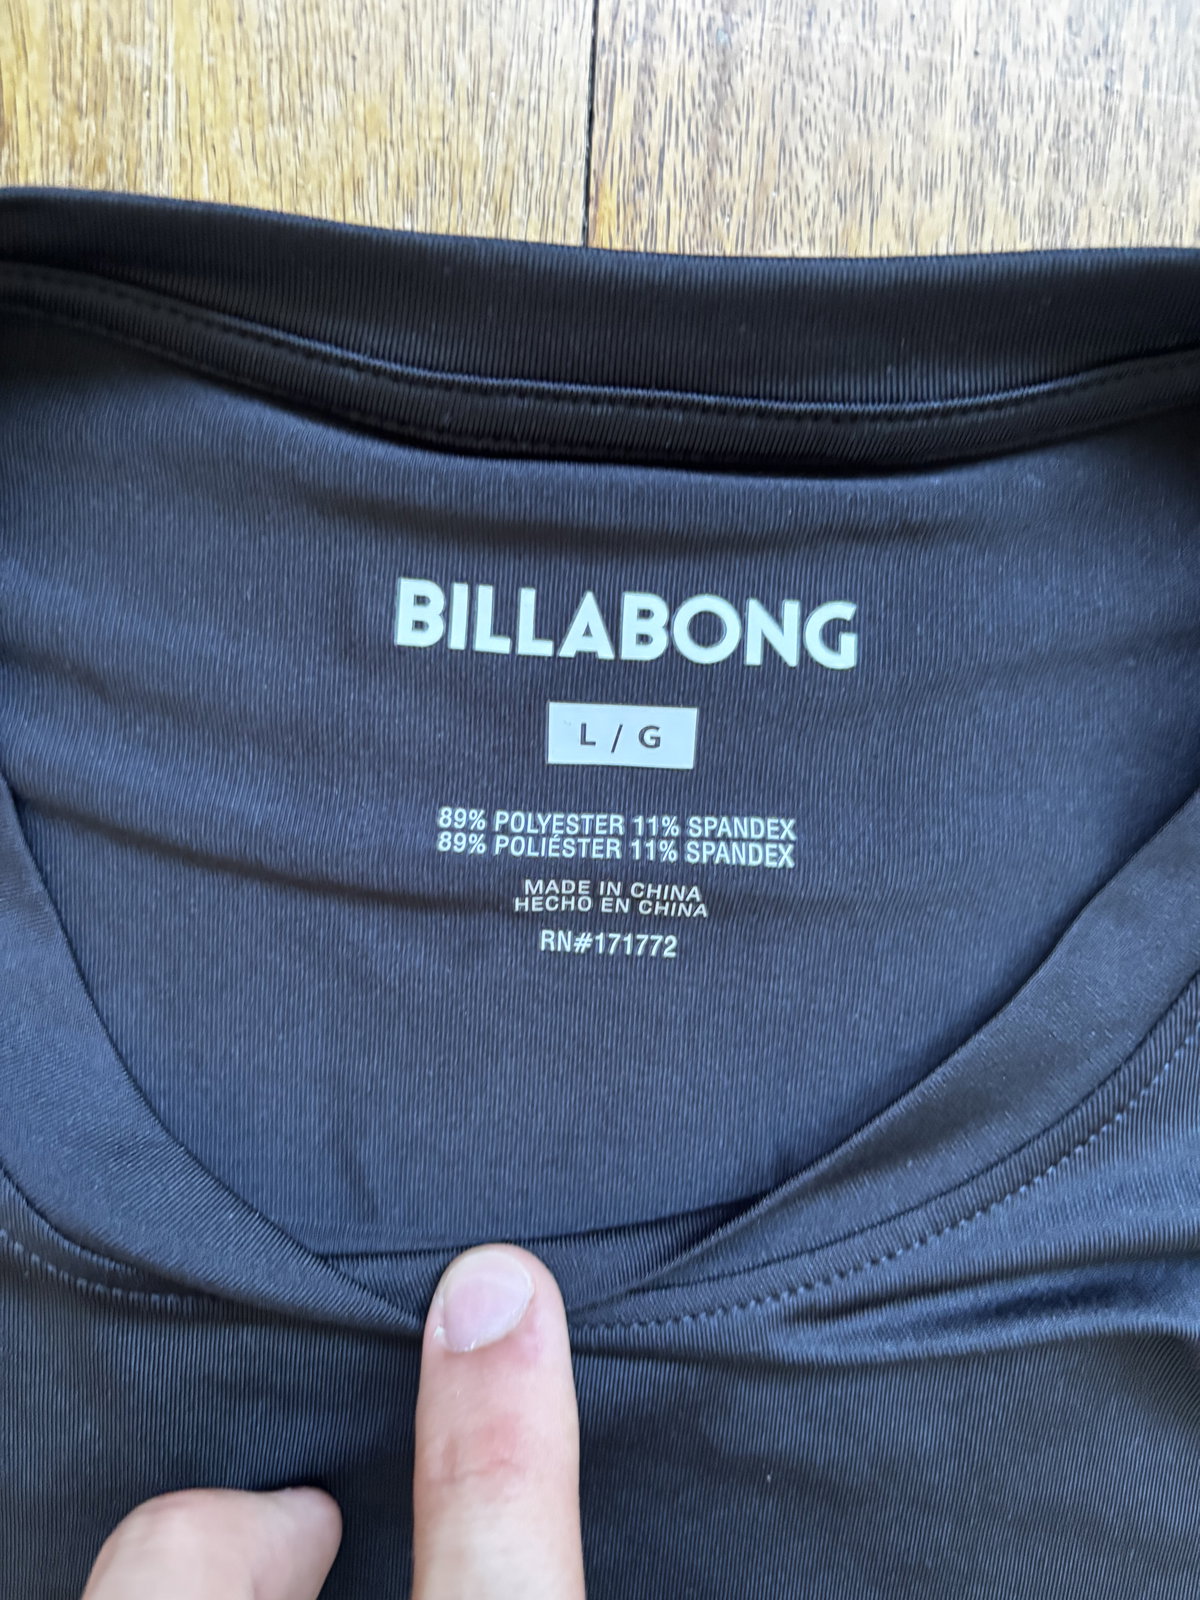 BILLABONG
L / G
89% POLYESTER 11% SPANDEX
89% POLIÉSTER 11% SPANDEX
MADE IN CHINA
HECHO EN CHINA
RN#171772